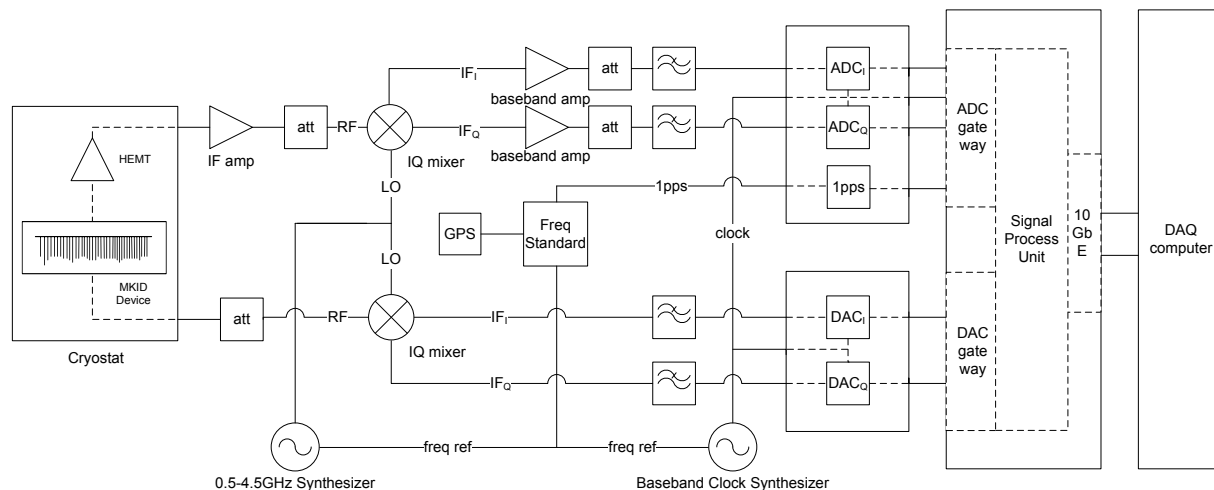 IF_I
baseband amp
att
ADC_I
IF_Q
baseband amp
att
ADC_Q
HEMT
IF amp
att
RF
IQ mixer
LO
1pps
1pps
ADC
gate
way
GPS
Freq
Standard
clock
Signal
Process
Unit
10
Gb
E
DAQ
computer
MKID
Device
LO
att
RF
IQ mixer
IF_I
DAC_I
IF_Q
DAC_Q
DAC
gate
way
Cryostat
freq ref
freq ref
0.5-4.5GHz Synthesizer
Baseband Clock Synthesizer